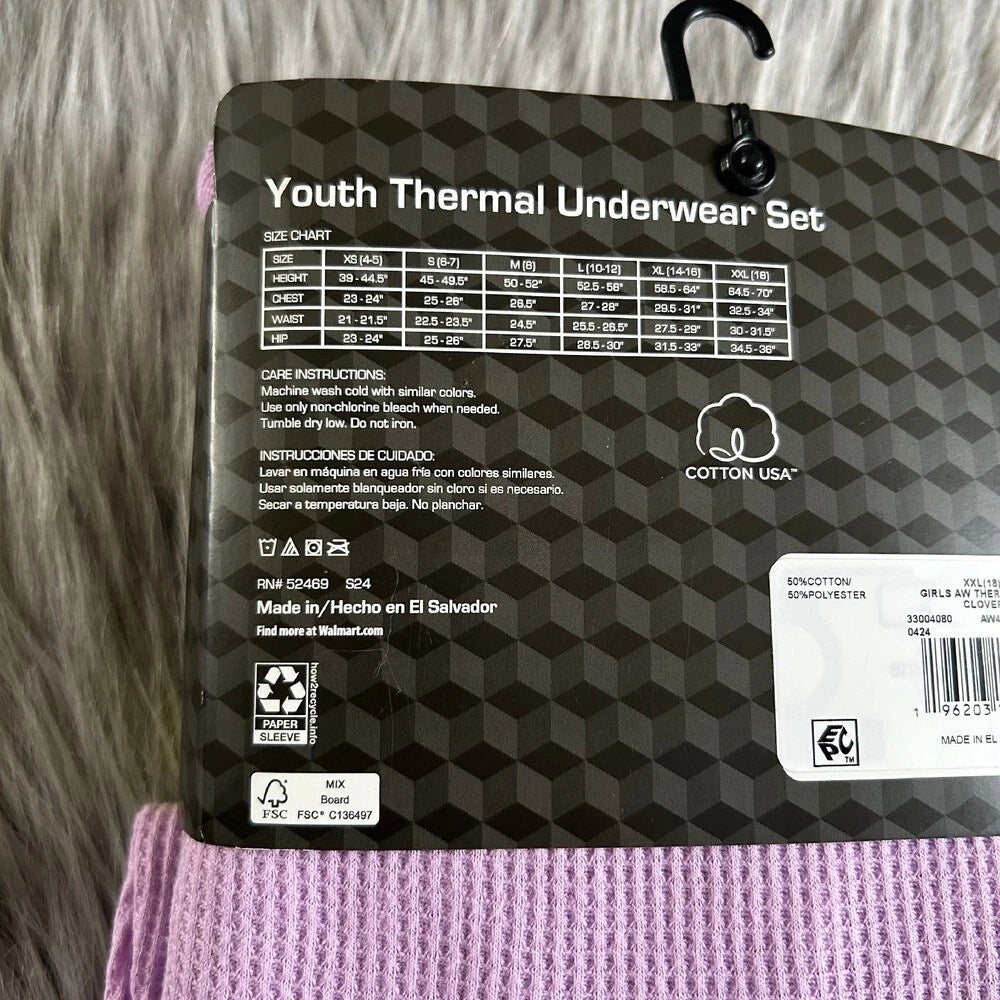 Youth Thermal Underwear Set
SIZE CHART
SIZE XS (4-5) S (6-7) M (8) L (10-12) XL (14-16) XXL (18)
HEIGHT 39 - 44.5" 45 - 49.5" 50 - 52" 52.5 - 58" 58.5 - 64" 64.5 - 70"
CHEST 23 - 24" 25 - 26" 26.5" 27 - 28" 29.5 - 31" 32.5 - 34"
WAIST 21 - 21.5" 22.5 - 23.5" 24.5" 25.5 - 26.5" 27.5 - 29" 30 - 31.5"
HIP 23 - 24" 25 - 26" 27.5" 28.5 - 30" 31.5 - 33" 34.5 - 36"
CARE INSTRUCTIONS:
Machine wash cold with similar colors.
Use only non-chlorine bleach when needed.
Tumble dry low. Do not iron.
INSTRUCCIONES DE CUIDADO:
Lavar en máquina en agua fría con colores similares.
Usar solamente blanqueador sin cloro si es necesario.
Secar a temperatura baja. No planchar.
COTTON USA™
RN# 52469 S24
Made in/Hecho en El Salvador
Find more at Walmart.com
PAPER
SLEEVE
how2recycle.info
MIX
Board
FSC FSC® C136497
50%COTTON/
50%POLYESTER
XXL(18)
GIRLS AW THER
CLOVER
33004080 AW4
0424
1 96203
MADE IN EL
EPC™